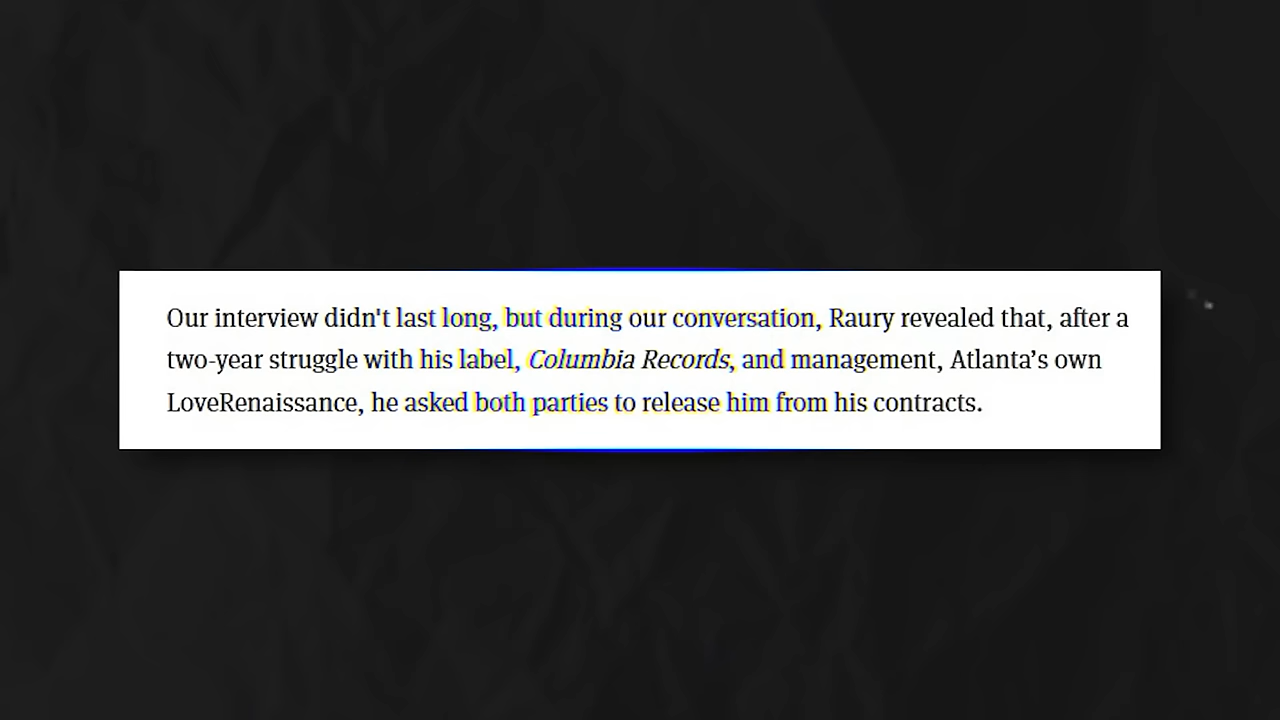 Our interview didn't last long, but during our conversation, Raury revealed that, after a
two-year struggle with his label, Columbia Records, and management, Atlanta’s own
LoveRenaissance, he asked both parties to release him from his contracts.